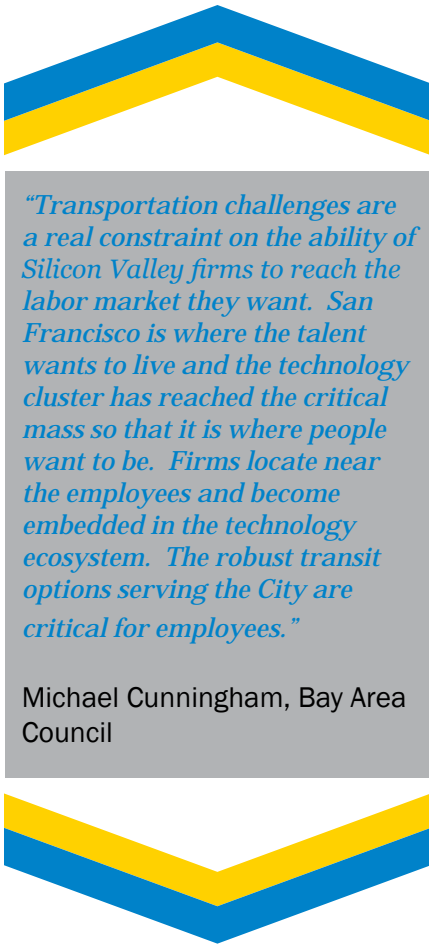 “Transportation challenges are
a real constraint on the ability of
Silicon Valley firms to reach the
labor market they want.  San
Francisco is where the talent
wants to live and the technology
cluster has reached the critical
mass so that it is where people
want to be.  Firms locate near
the employees and become
embedded in the technology
ecosystem.  The robust transit
options serving the City are
critical for employees.”
Michael Cunningham, Bay Area
Council